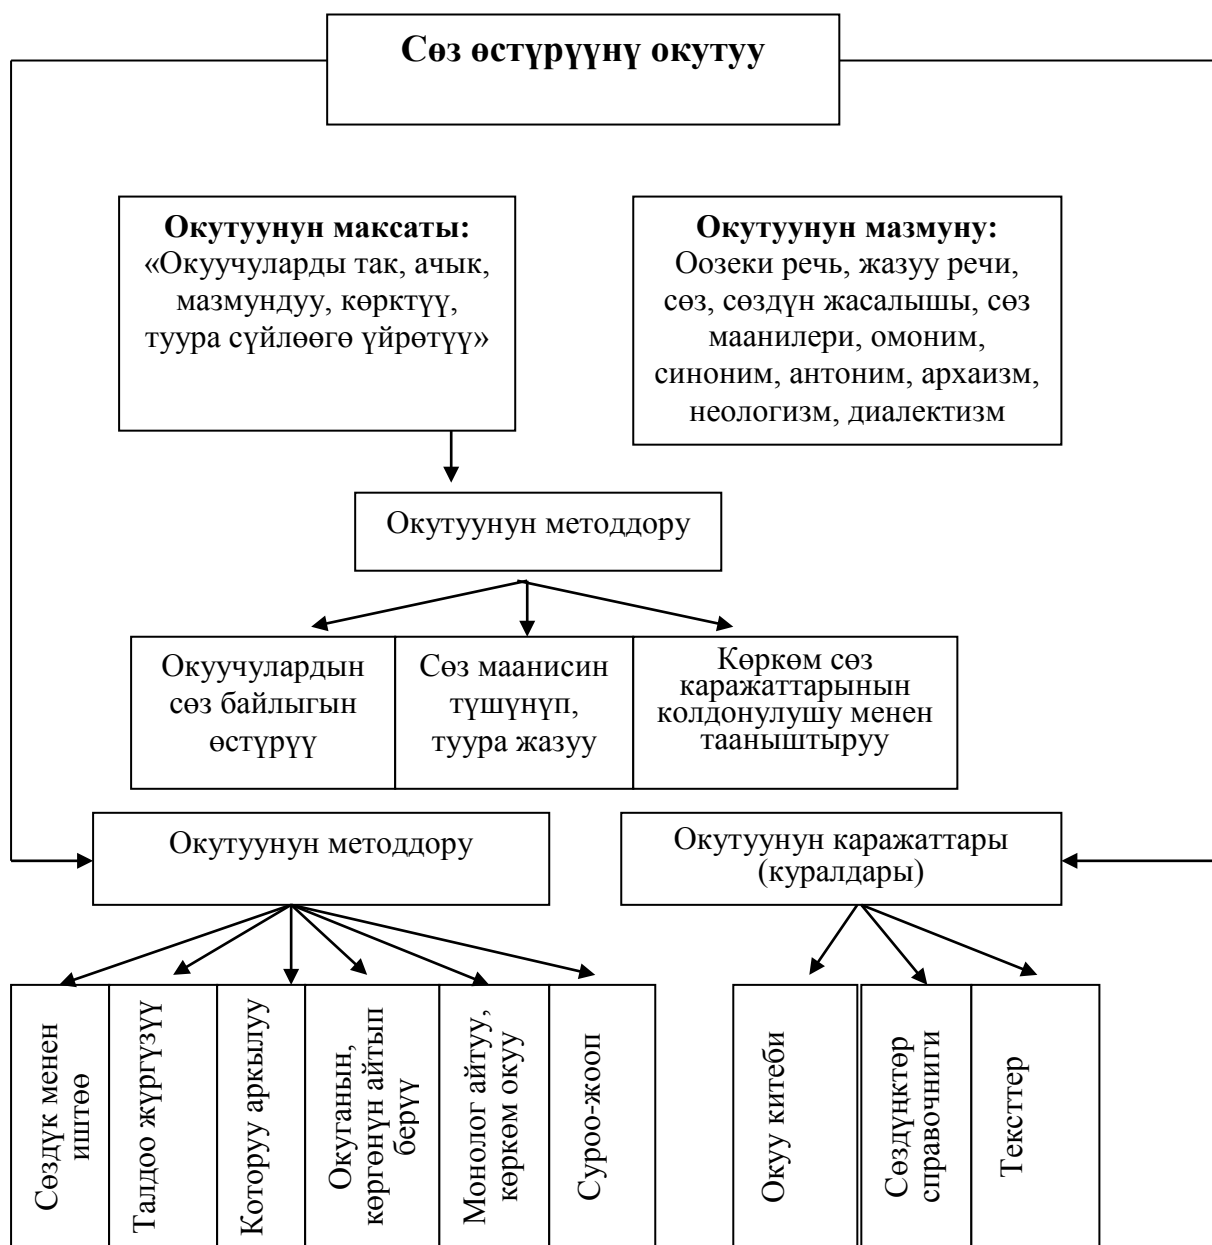 Сөз өстүрүүнү окутуу
Окутуунун максаты:
«Окуучуларды так, ачык,
мазмундуу, көрктүү,
туура сүйлөөгө үйрөтүү»
Окутуунун мазмуну:
Оозеки речь, жазуу речи,
сөз, сөздүн жасалышы, сөз
маанилери, омоним,
синоним, антоним, архаизм,
неологизм, диалектизм
Окутуунун методдору
Окуучулардын
сөз байлыгын
өстүрүү
Сөз маанисин
түшүнүп,
туура жазуу
Көркөм сөз
каражаттарынын
колдонулушу менен
тааныштыруу
Окутуунун методдору
Окутуунун каражаттары
(куралдары)
Сөздүк менен
иштөө
Талдоо жүргүзүү
Которуу аркылуу
Окуганын,
көргөнүн айтып
берүү
Монолог айтуу,
көркөм окуу
Суроо-жооп
Окуу китеби
Сөздүңктөр
справочниги
Тексттер